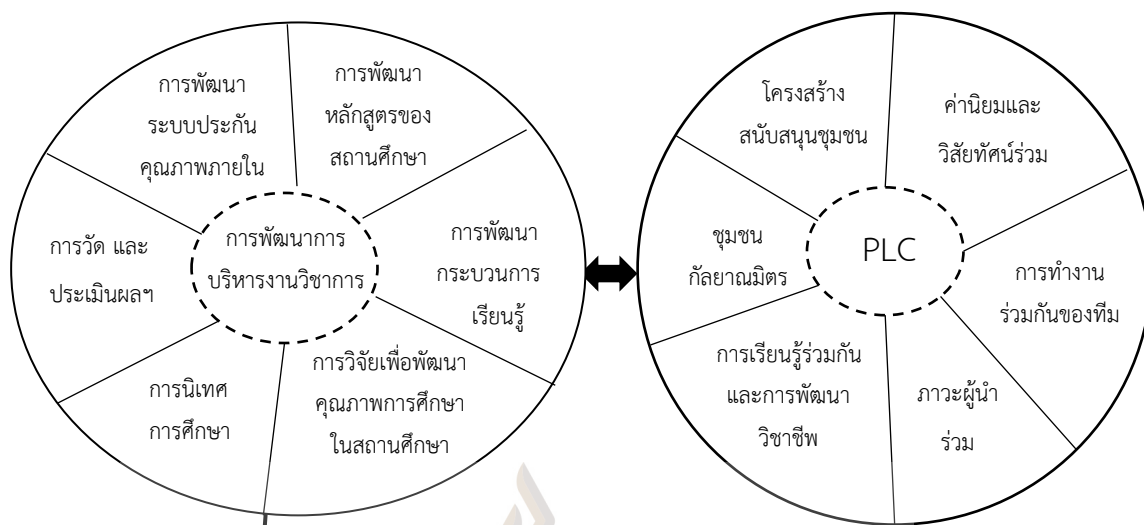 การพัฒนา
ระบบประกัน
คุณภาพภายใน
การพัฒนา
หลักสูตรของ
สถานศึกษา
การพัฒนา
กระบวนการ
เรียนรู้
การวิจัยเพื่อพัฒนา
คุณภาพการศึกษา
ในสถานศึกษา
การนิเทศ
การศึกษา
การวัด และ
ประเมินผลฯ
การพัฒนาการ
บริหารงานวิชาการ
โครงสร้าง
สนับสนุนชุมชน
ค่านิยมและ
วิสัยทัศน์ร่วม
การทำงาน
ร่วมกันของทีม
ภาวะผู้นำ
ร่วม
การเรียนรู้ร่วมกัน
และการพัฒนา
วิชาชีพ
ชุมชน
กัลยาณมิตร
PLC